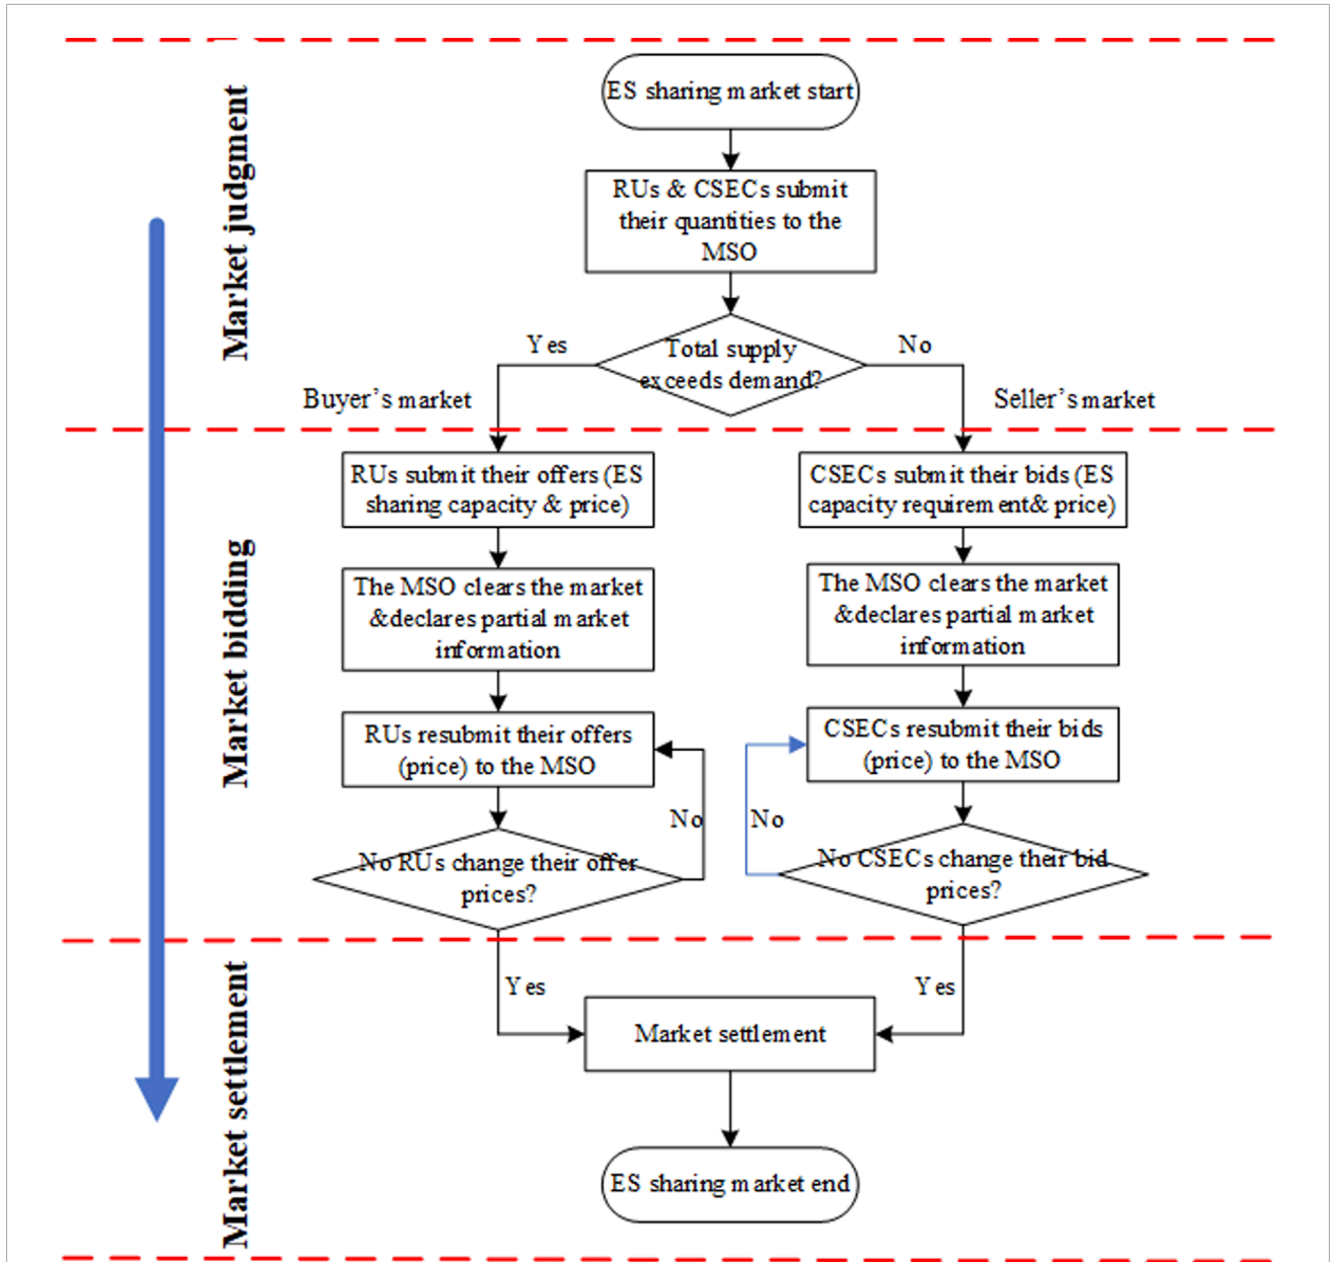 Market judgment
ES sharing market start
RUs & CSECs submit
their quantities to the
MSO
Total supply
exceeds demand?
Yes
No
Buyer's market
Seller's market
Market bidding
RUs submit their offers (ES
sharing capacity & price)
The MSO clears the market
&declares partial market
information
RUs resubmit their offers
(price) to the MSO
No
No RUs change their offer
prices?
CSECs submit their bids (ES
capacity requirement& price)
The MSO clears the market
&declares partial market
information
CSECs resubmit their bids
(price) to the MSO
No
No CSECs change their bid
prices?
Market settlement
Yes
Yes
Market settlement
ES sharing market end